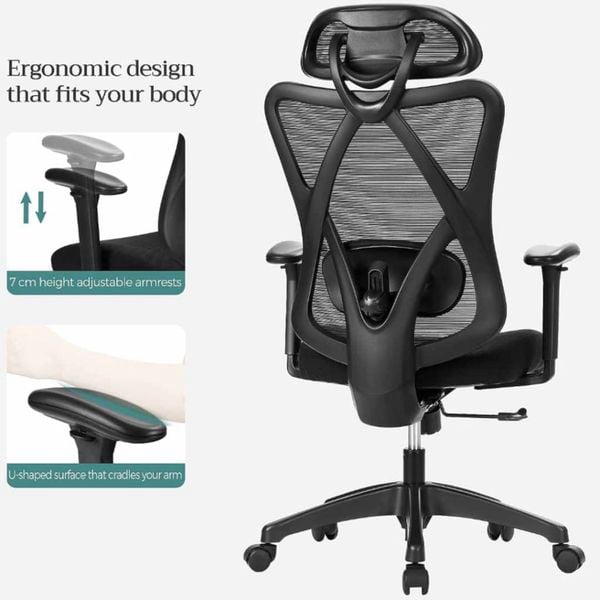 Ergonomic design
that fits your body
7 cm height adjustable armrests
U-shaped surface that cradles your arm